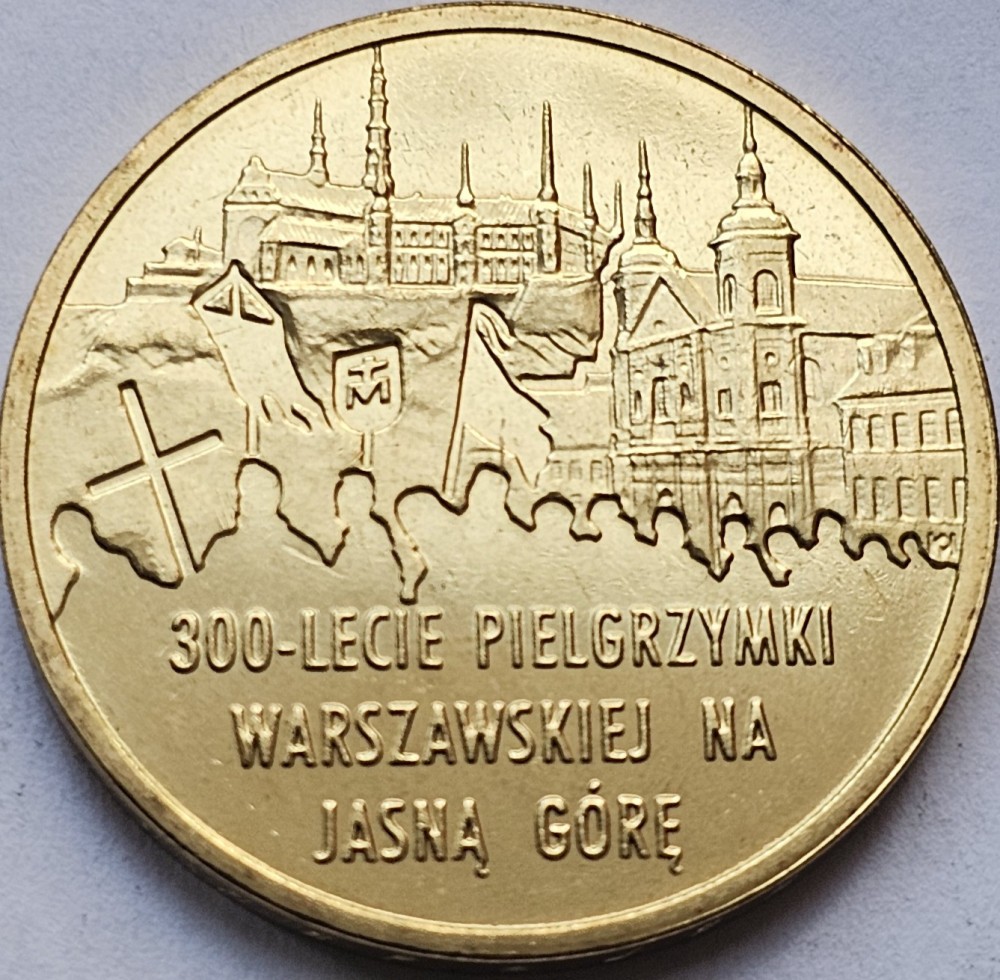 M
300-LECIE PIELGRZYMKI
WARSZAWSKIEJ NA
JASNĄ GÓRĘ